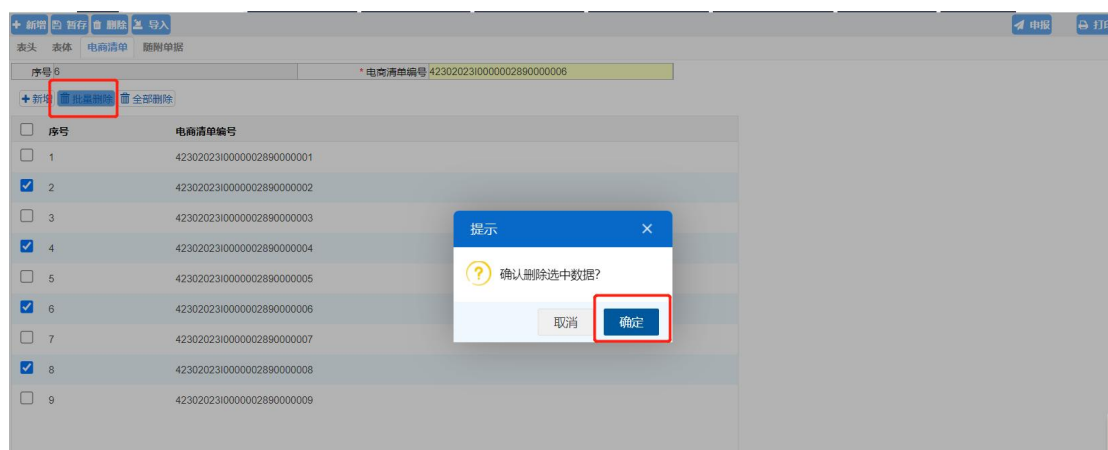 新增 暂存 删除 导入 申报 打印
表头 表体 电商清单 随附单据
序号 6 * 电商清单编号 42302023I0000002890000006
新增 批量删除 全部删除
序号 电商清单编号
1 42302023I0000002890000001
2 42302023I0000002890000002
3 42302023I0000002890000003
提示
4 42302023I0000002890000004
确认删除选中数据?
5 42302023I0000002890000005
6 42302023I0000002890000006
取消 确定
7 42302023I0000002890000007
8 42302023I0000002890000008
9 42302023I0000002890000009